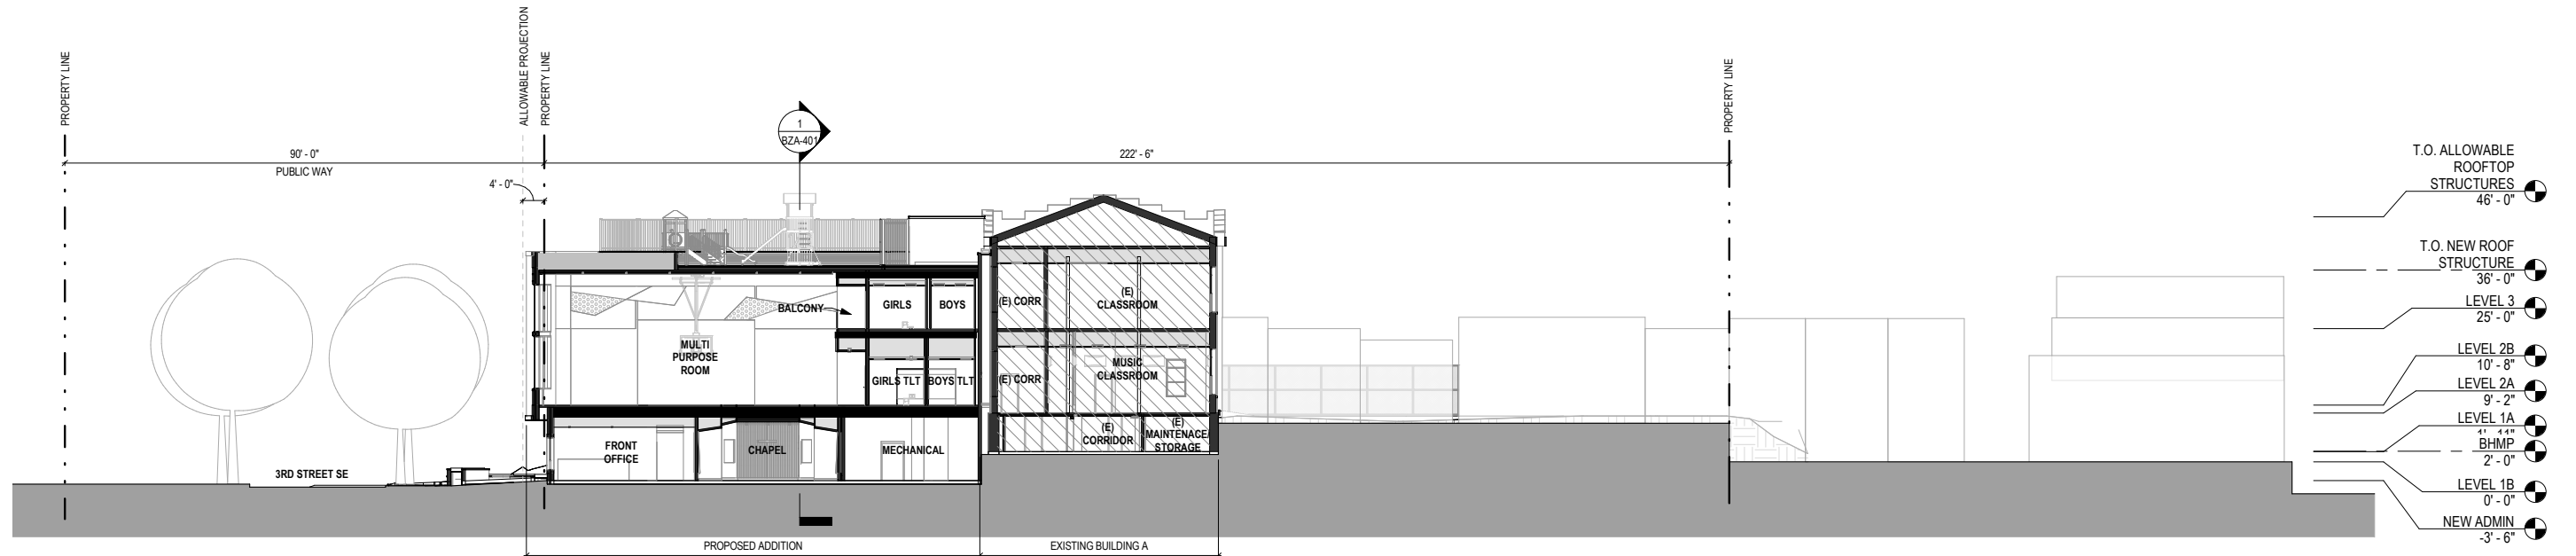 PROPERTY LINE
ALLOWABLE PROJECTION
PROPERTY LINE
PROPERTY LINE
1
BZA-401
90' - 0"
PUBLIC WAY
4' - 0"
222' - 6"
T.O. ALLOWABLE
ROOFTOP
STRUCTURES
46' - 0"
T.O. NEW ROOF
STRUCTURE
36' - 0"
LEVEL 3
25' - 0"
LEVEL 2B
10' - 8"
LEVEL 2A
9' - 2"
LEVEL 1A
1' - 11"
BHMP
2' - 0"
LEVEL 1B
0' - 0"
NEW ADMIN
-3' - 6"
BALCONY
GIRLS
BOYS
(E) CORR
(E)
CLASSROOM
MULTI
PURPOSE
ROOM
GIRLS TLT
BOYS TLT
(E) CORR
MUSIC
CLASSROOM
FRONT
OFFICE
CHAPEL
MECHANICAL
(E)
CORRIDOR
(E)
MAINTENACE/
STORAGE
3RD STREET SE
PROPOSED ADDITION
EXISTING BUILDING A